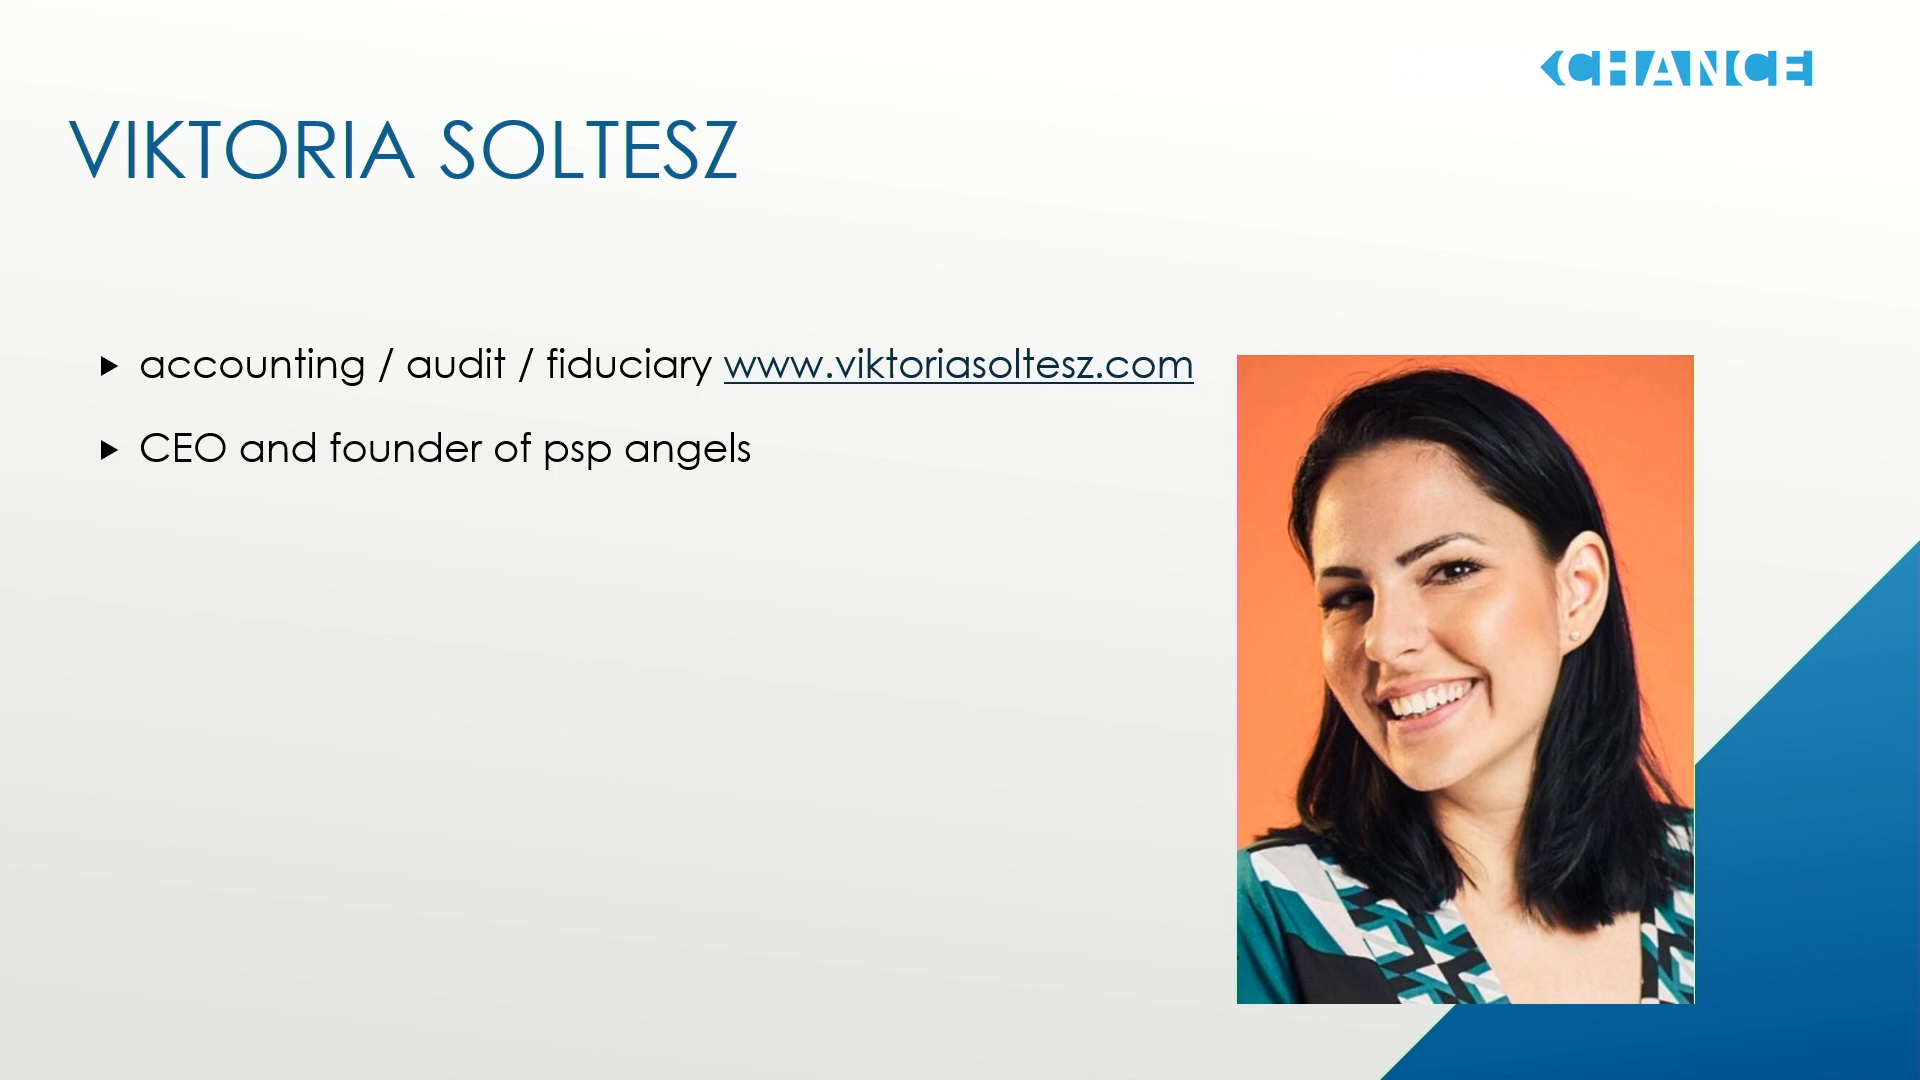 CHANCE
VIKTORIA SOLTESZ
accounting / audit / fiduciary www.viktoriasoltesz.com
CEO and founder of psp angels